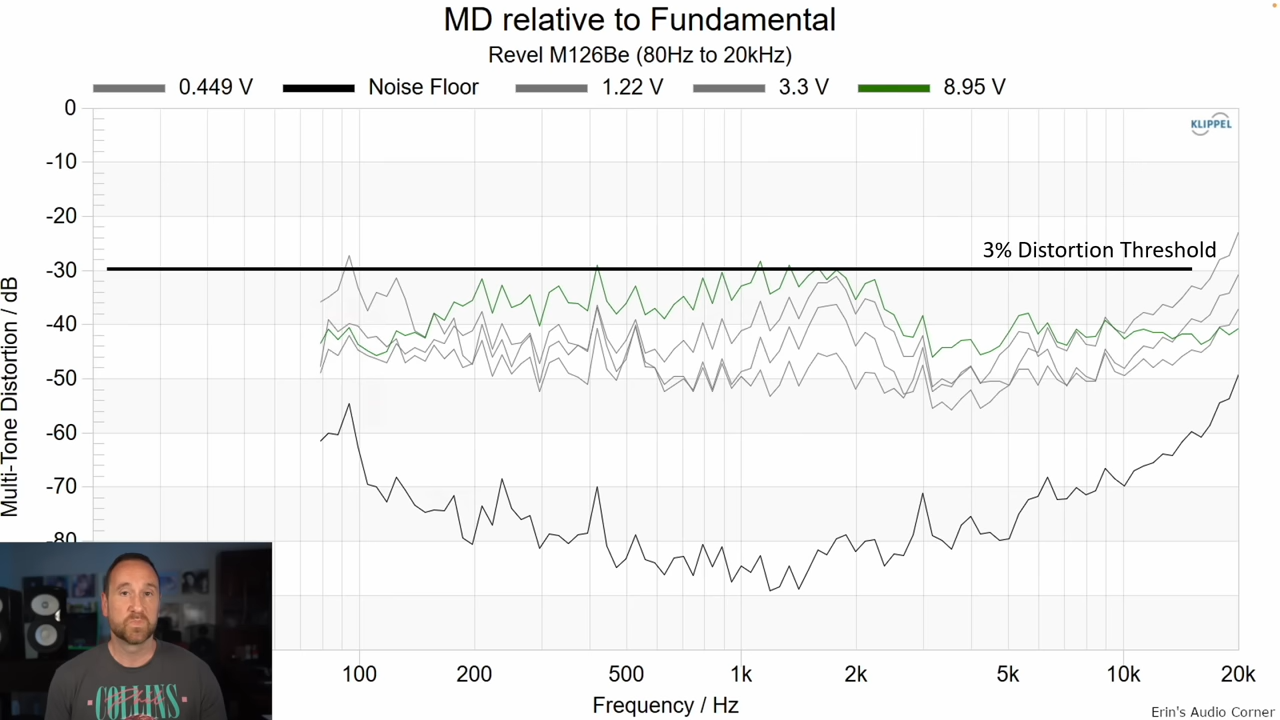 MD relative to Fundamental
Revel M126Be (80Hz to 20kHz)
0.449 V Noise Floor 1.22 V 3.3 V 8.95 V
KLIPPEL
0
-10
-20
3% Distortion Threshold
-30
-40
-50
-60
-70
-80
Multi-Tone Distortion / dB
100 200 500 1k 2k 5k 10k 20k
Frequency / Hz
COLLINS
Erin's Audio Corner